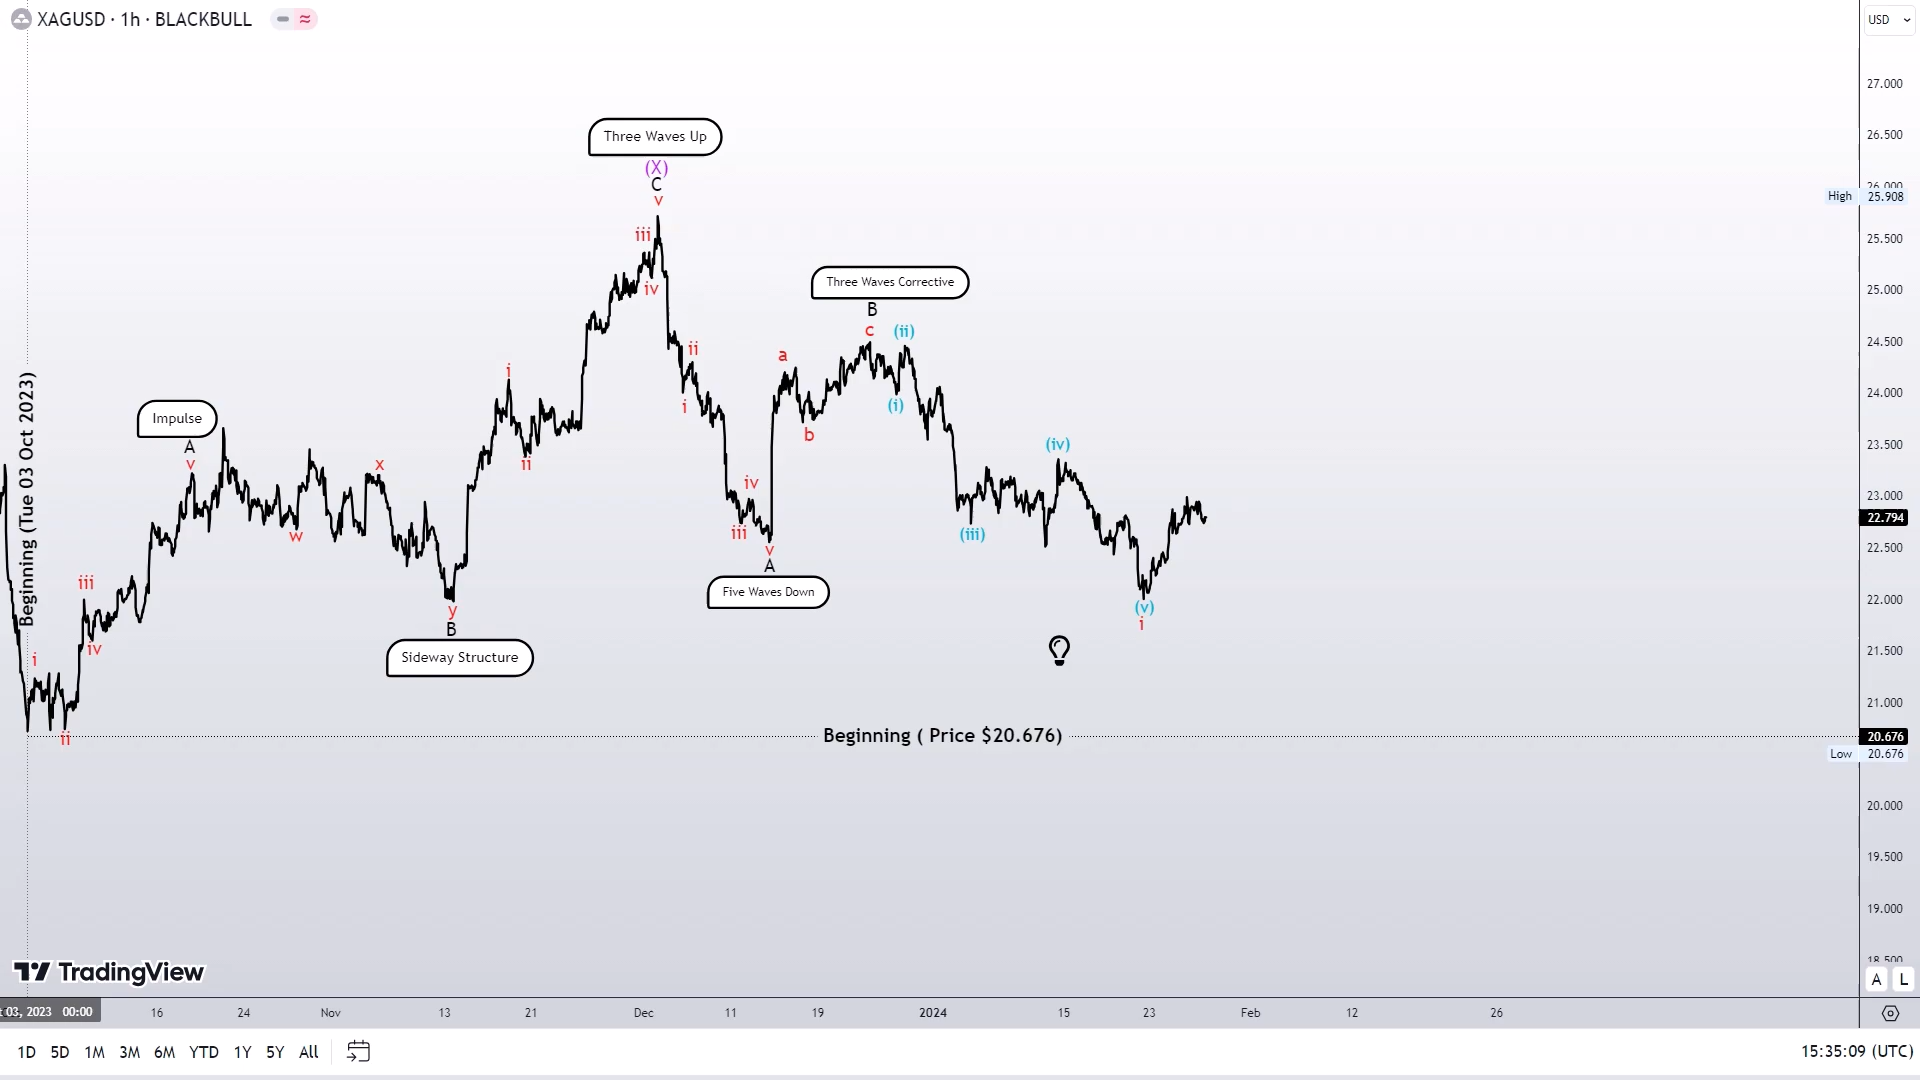 XAGUSD · 1h · BLACKBULL
USD
27.000
26.500
26.000
High 25.908
25.500
25.000
24.500
24.000
23.500
23.000
22.794
22.500
22.000
21.500
21.000
20.676
Low 20.676
20.000
19.500
19.000
18.500
A L
Three Waves Up
(X)
C
v
iii
iv
Three Waves Corrective
B
c (ii)
ii
a
i
i
(i)
Impulse
A
v
b
x
ii
(iv)
iv
w
iii
(iii)
v
A
Five Waves Down
iii
iv
i
ii
y
B
Sideway Structure
(v)
i
Beginning (Tue 03 Oct 2023)
Beginning ( Price $20.676)
TradingView
t 03, 2023 00:00
16 24 Nov 13 21 Dec 11 19 2024 15 23 Feb 12 26
1D 5D 1M 3M 6M YTD 1Y 5Y All
15:35:09 (UTC)